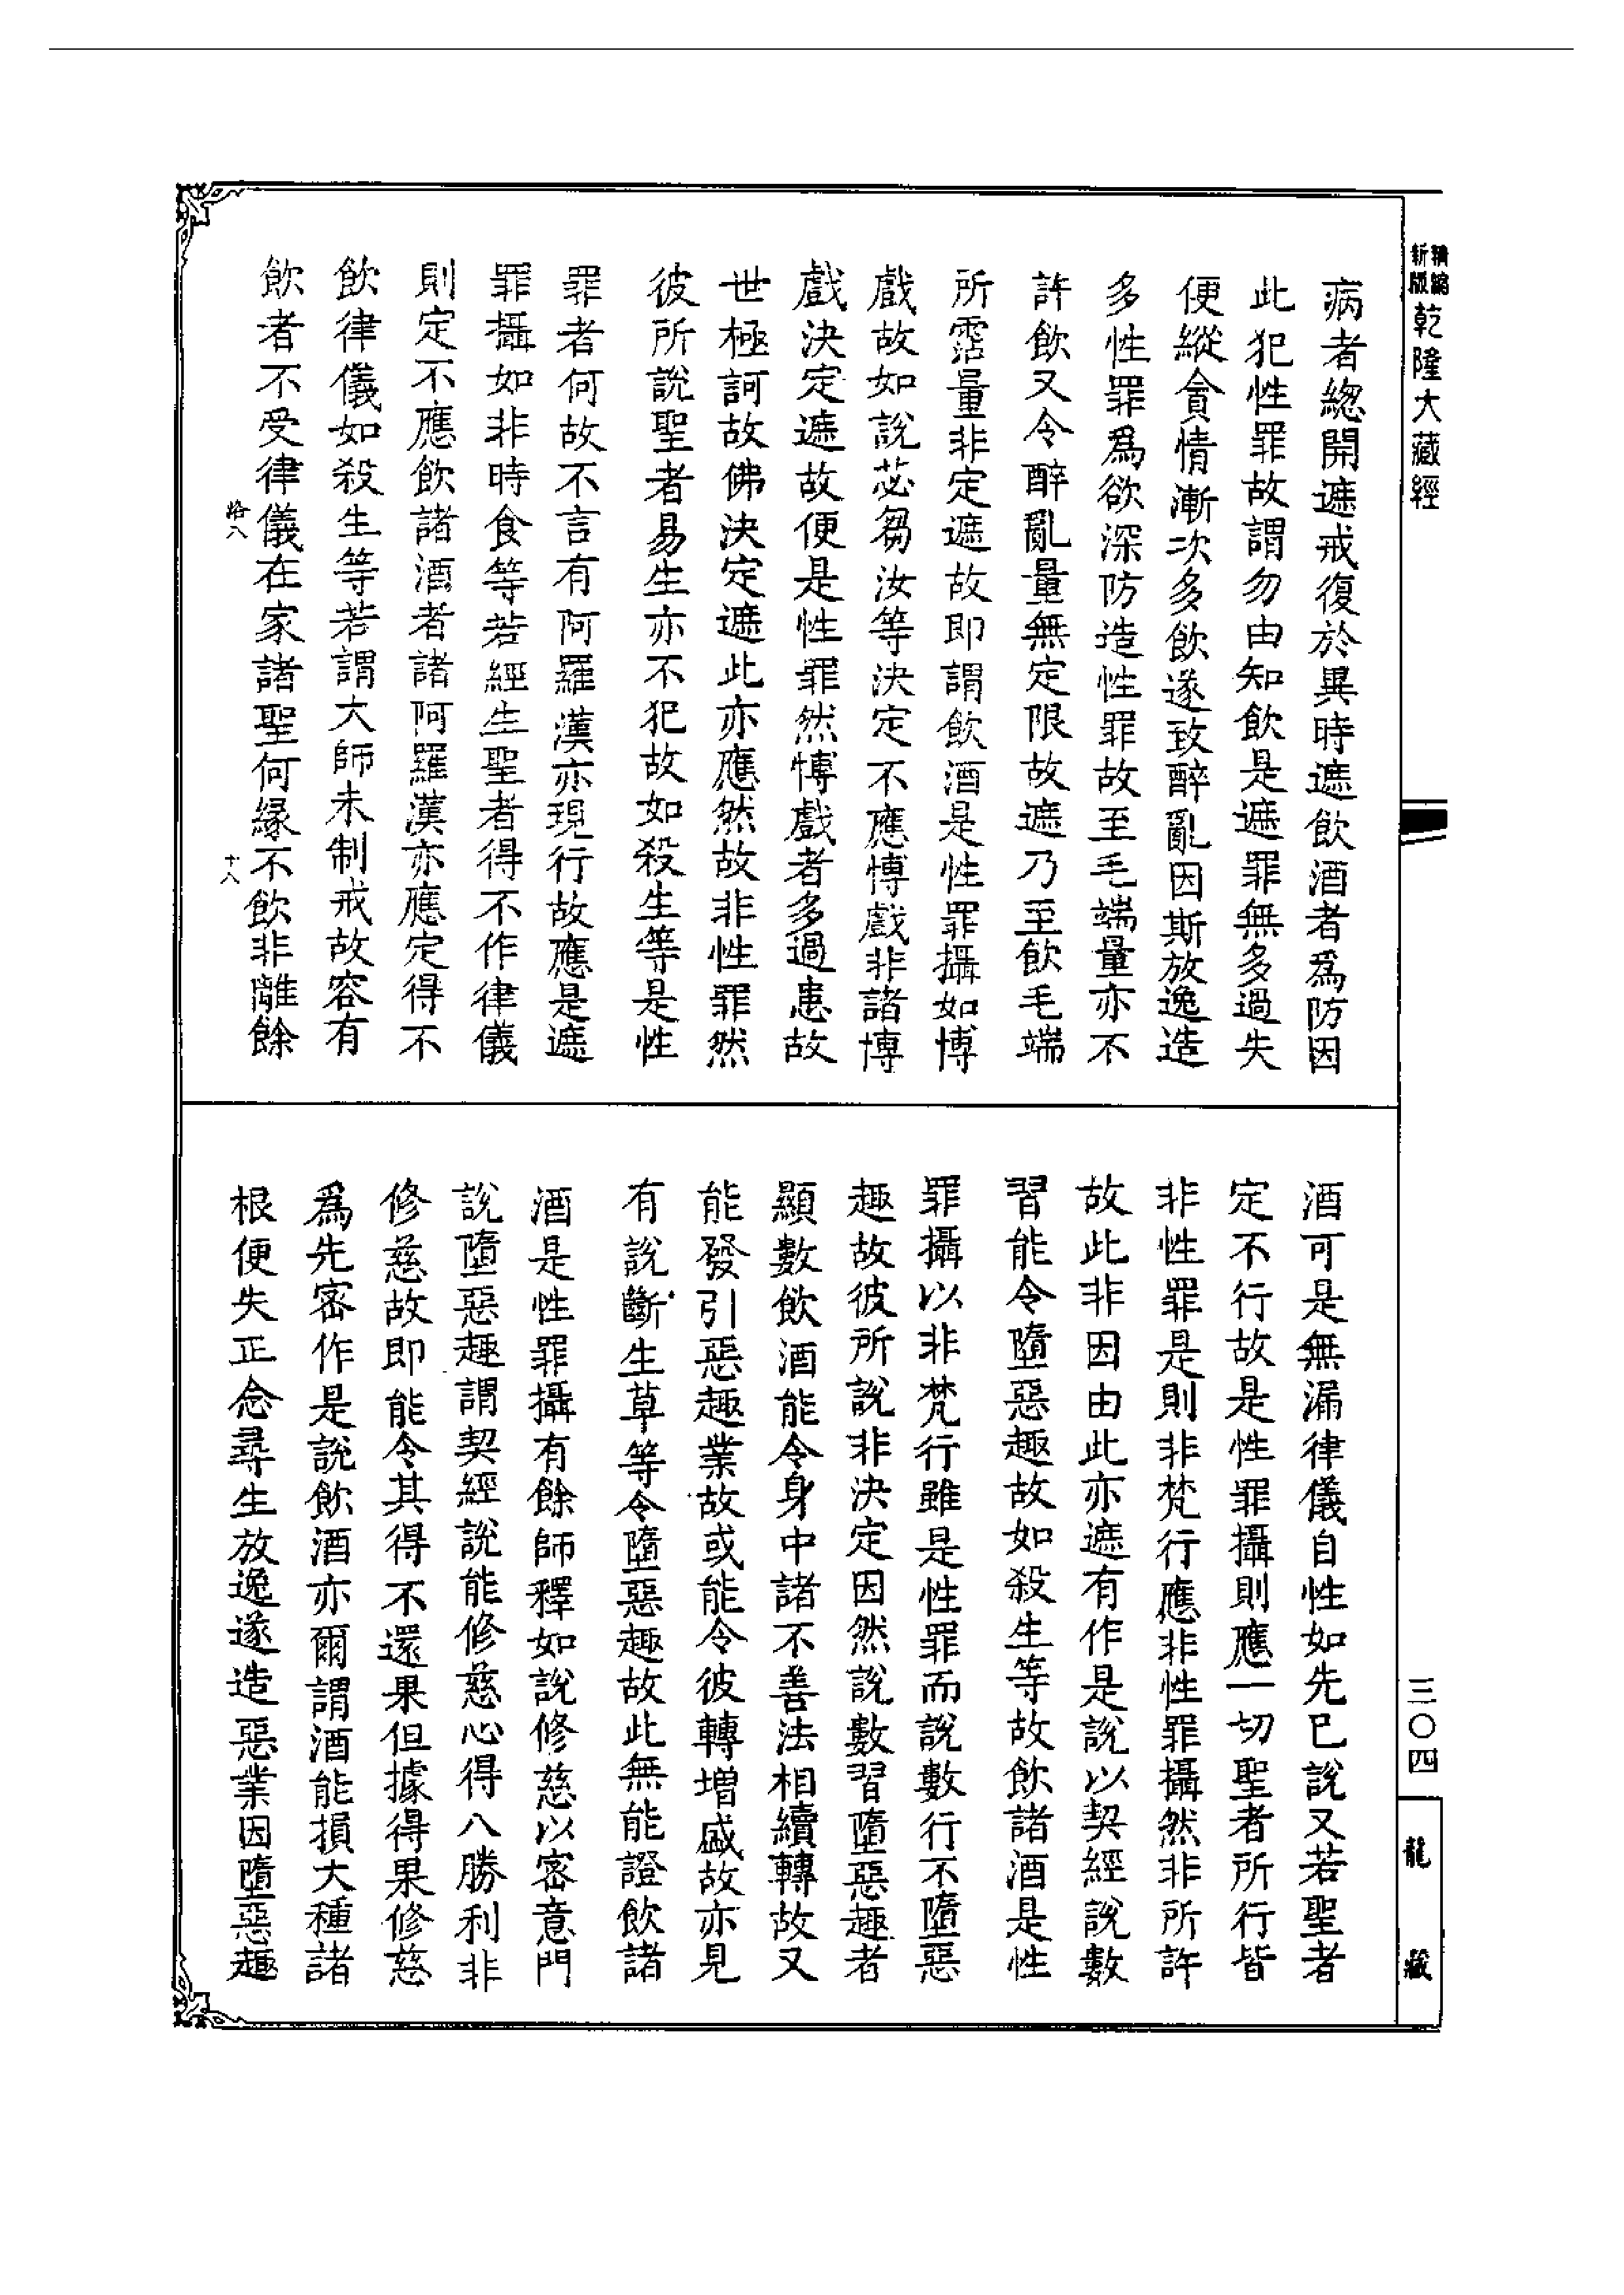 新編
新版
乾隆大藏經
病者總開遮戒復於異時遮飲酒者爲防因
此犯性罪故謂勿由知飲是遮罪無多過失
便縱貪情漸次多飲遂致醉亂因斯放逸造
多性罪爲欲深防造性罪故至毛端量亦不
許飲又令醉亂量無定限故遮乃至飲毛端
所霑量非定遮故即謂飲酒是性罪攝如博
戲故如說苾芻汝等決定不應博戲非諸博
戲決定遮故便是性罪然博戲者多過患故
世極訶故佛決定遮此亦應然故非性罪然
彼所說聖者易生亦不犯故如殺生等是性
罪者何故不言有阿羅漢亦現行故應是遮
罪攝如非時食等若經生聖者得不作律儀
則定不應飲諸酒者諸阿羅漢亦應定得不
飲律儀如殺生等若謂大師未制戒故容有
飲者不受律儀在家諸聖何緣不飲非離餘
臽八
十八
酒可是無漏律儀自性如先已說又若聖者
定不行故是性罪攝則應一切聖者所行皆
非性罪是則非梵行應非性罪攝然非所許
故此非因由此亦遮有作是說以契經說數
習能令墮惡趣故如殺生等故飲諸酒是性
罪攝以非梵行雖是性罪而說數行不墮惡
趣故彼所說非決定因然說數習墮惡趣者
顯數飲酒能令身中諸不善法相續轉故又
能發引惡趣業故或能令彼轉增盛故亦見
有說斷生草等令墮惡趣故此無能證飲諸
酒是性罪攝有餘師釋如說修慈以密意門
說墮惡趣謂契經說能修慈心得八勝利非
修慈故即能令其得不還果但據得果修慈
爲先密作是說飲酒亦爾謂酒能損大種諸
根便失正念尋生放逸遂造惡業因墮惡趣
三〇四
龍藏